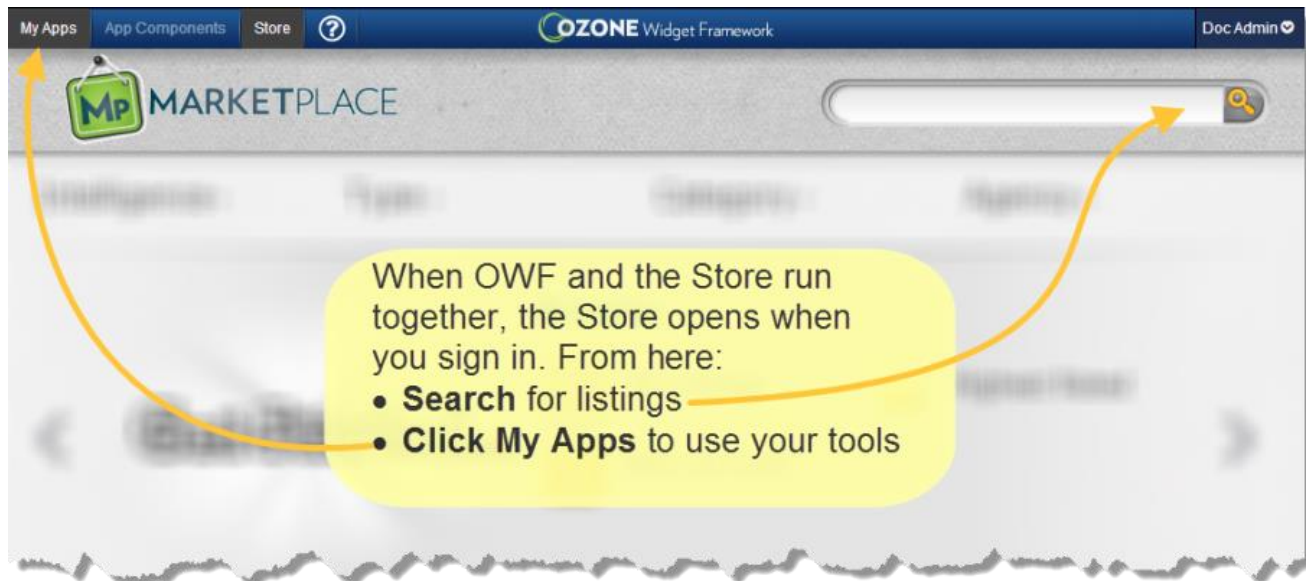 My Apps App Components Store ? OZONE Widget Framework Doc Admin
MP MARKETPLACE
When OWF and the Store run
together, the Store opens when
you sign in. From here:
• Search for listings
• Click My Apps to use your tools